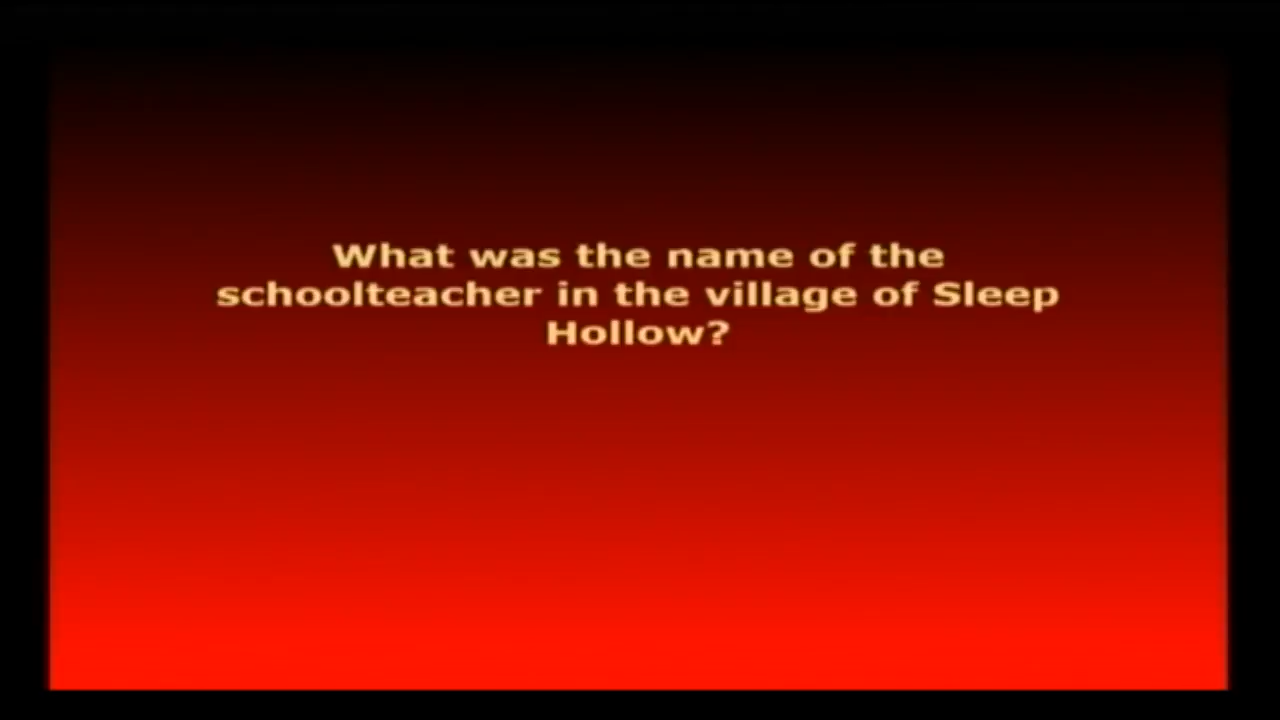 What was the name of the
schoolteacher in the village of Sleep
Hollow?